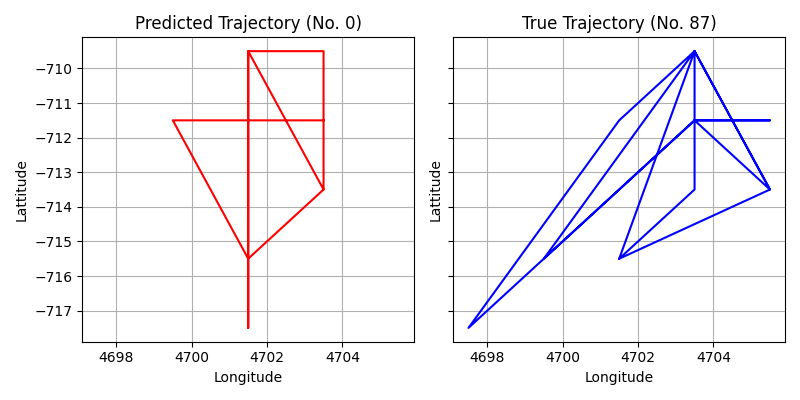 Predicted Trajectory (No. 0)
−710
−711
−712
−713
−714
−715
−716
−717
Lattitude
4698 4700 4702 4704
Longitude
True Trajectory (No. 87)
Lattitude
4698 4700 4702 4704
Longitude